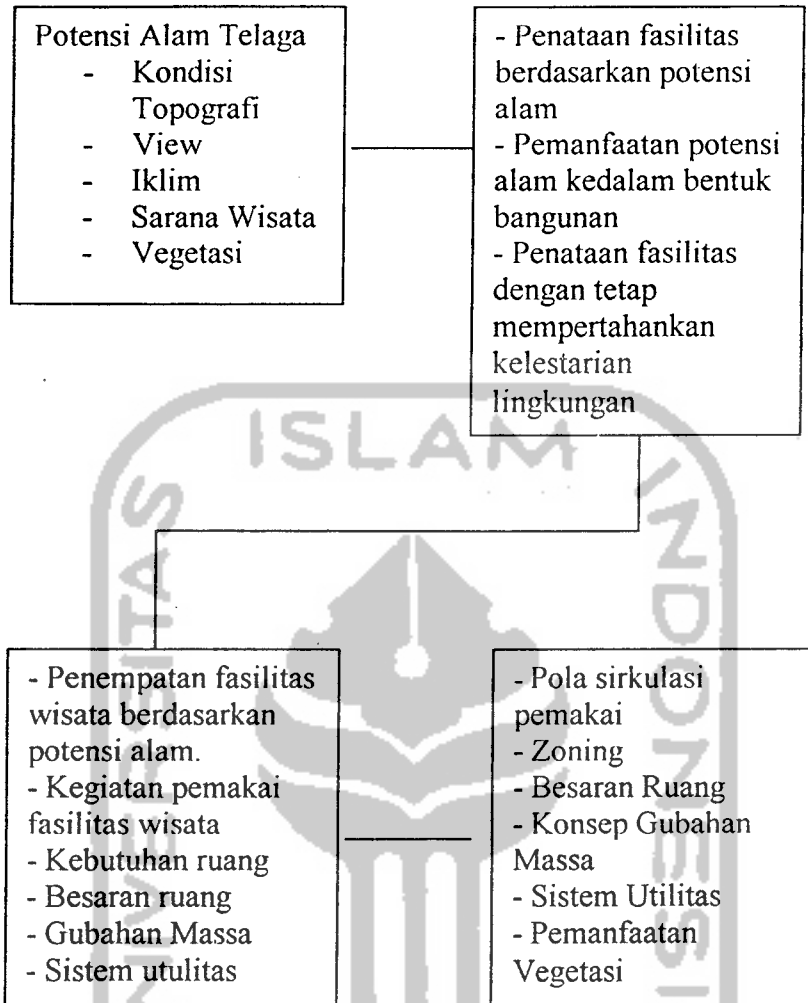 Potensi Alam Telaga
- Kondisi
Topografi
- View
- Iklim
- Sarana Wisata
- Vegetasi
- Penataan fasilitas
berdasarkan potensi
alam
- Pemanfaatan potensi
alam kedalam bentuk
bangunan
- Penataan fasilitas
dengan tetap
mempertahankan
kelestarian
lingkungan
- Penempatan fasilitas
wisata berdasarkan
potensi alam.
- Kegiatan pemakai
fasilitas wisata
- Kebutuhan ruang
- Besaran ruang
- Gubahan Massa
- Sistem utulitas
- Pola sirkulasi
pemakai
- Zoning
- Besaran Ruang
- Konsep Gubahan
Massa
- Sistem Utilitas
- Pemanfaatan
Vegetasi
UNIVERSITAS
ISLAM
INDONESI